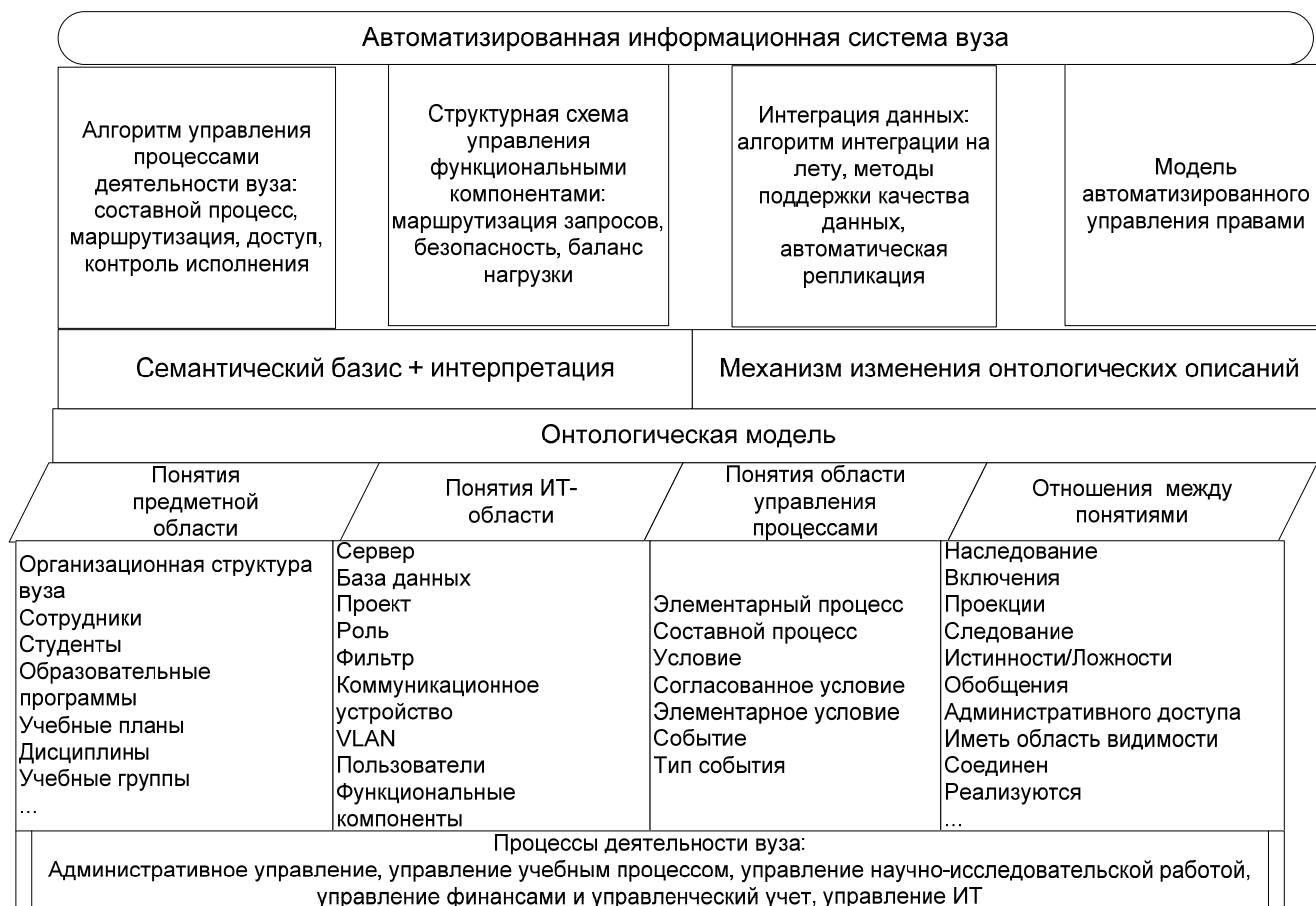 Автоматизированная информационная система вуза
Алгоритм управления
процессами
деятельности вуза:
составной процесс,
маршрутизация, доступ,
контроль исполнения
Структурная схема
управления
функциональными
компонентами:
маршрутизация запросов,
безопасность, баланс
нагрузки
Интеграция данных:
алгоритм интеграции на
лету, методы
поддержки качества
данных,
автоматическая
репликация
Модель
автоматизированного
управления правами
Семантический базис + интерпретация
Механизм изменения онтологических описаний
Онтологическая модель
Понятия
предметной
области
Понятия ИТ-
области
Понятия области
управления
процессами
Отношения между
понятиями
Организационная структура
вуза
Сотрудники
Студенты
Образовательные
программы
Учебные планы
Дисциплины
Учебные группы
...
Сервер
База данных
Проект
Роль
Фильтр
Коммуникационное
устройство
VLAN
Пользователи
Функциональные
компоненты
Элементарный процесс
Составной процесс
Условие
Согласованное условие
Элементарное условие
Событие
Тип события
Наследование
Включения
Проекции
Следование
Истинности/Ложности
Обобщения
Административного доступа
Иметь область видимости
Соединен
Реализуются
...
Процессы деятельности вуза:
Административное управление, управление учебным процессом, управление научно-исследовательской работой,
управление финансами и управленческий учет, управление ИТ